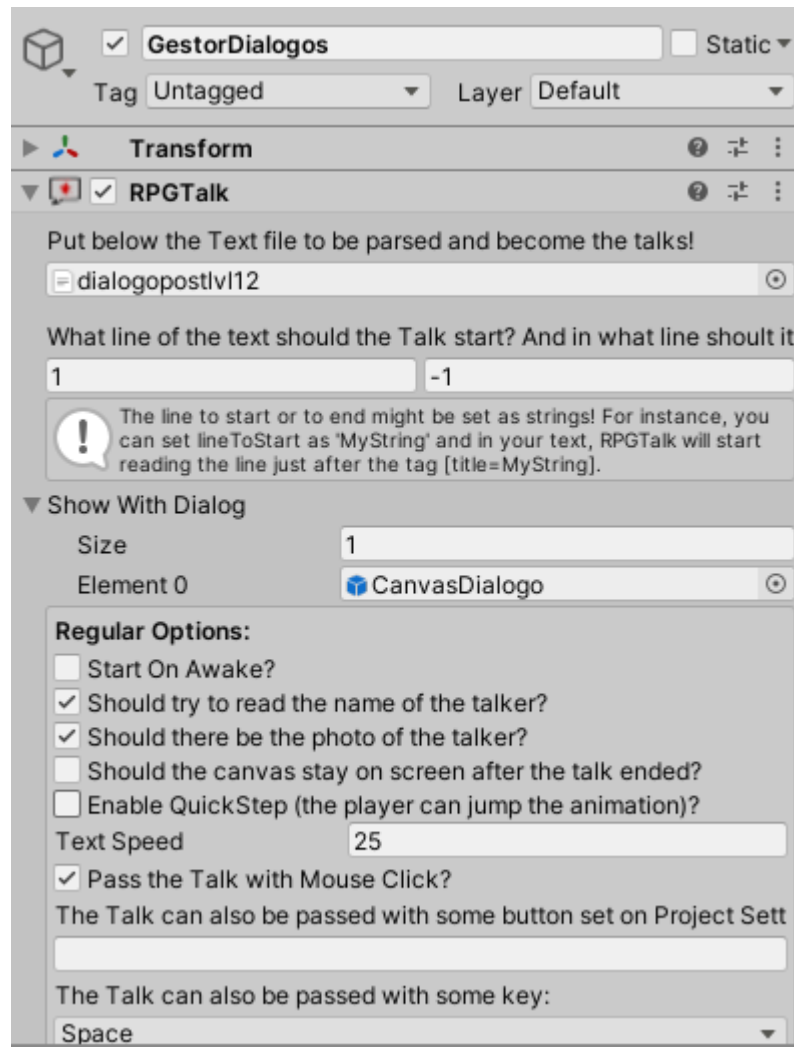 GestorDialogos Static
Tag Untagged Layer Default
Transform
RPGTalk
Put below the Text file to be parsed and become the talks!
dialogopostlvl12
What line of the text should the Talk start? And in what line shoult it
1 -1
The line to start or to end might be set as strings! For instance, you
can set lineToStart as 'MyString' and in your text, RPGTalk will start
reading the line just after the tag [title=MyString].
Show With Dialog
Size 1
Element 0 CanvasDialogo
Regular Options:
Start On Awake?
Should try to read the name of the talker?
Should there be the photo of the talker?
Should the canvas stay on screen after the talk ended?
Enable QuickStep (the player can jump the animation)?
Text Speed 25
Pass the Talk with Mouse Click?
The Talk can also be passed with some button set on Project Sett
The Talk can also be passed with some key:
Space